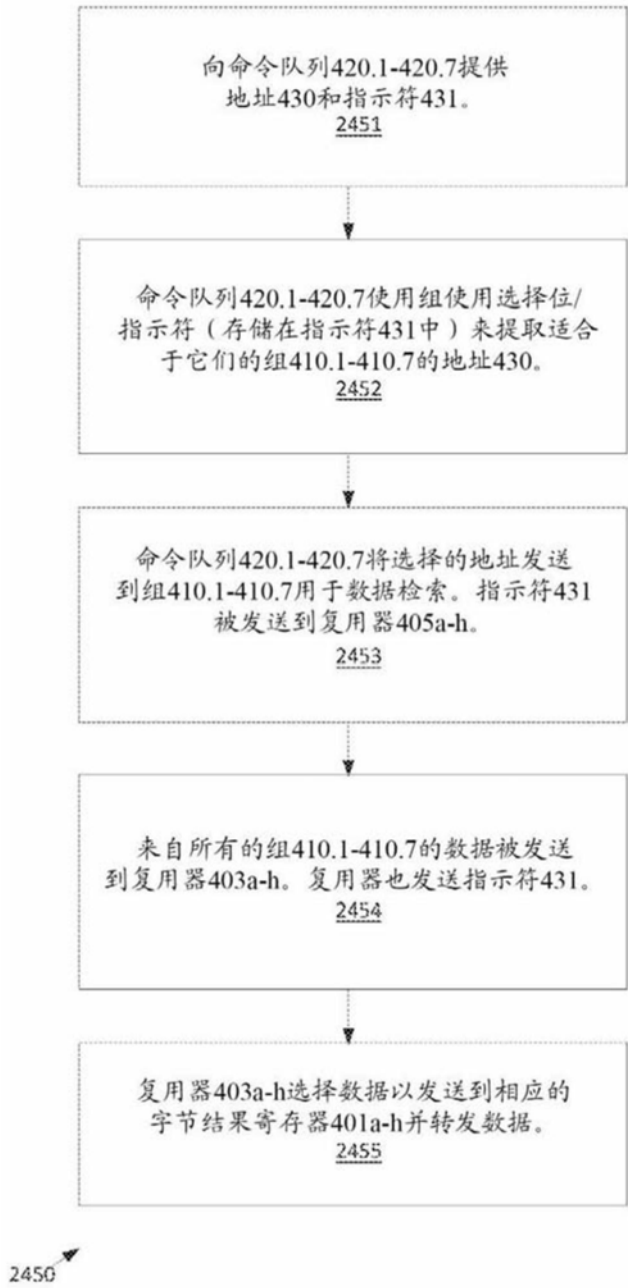 向命令队列420.1-420.7提供
地址430和指示符431。
2451
命令队列420.1-420.7使用组使用选择位/
指示符（存储在指示符431中）来提取适合
于它们的组410.1-410.7的地址430。
2452
命令队列420.1-420.7将选择的地址发送
到组410.1-410.7用于数据检索。指示符431
被发送到复用器405a-h。
2453
来自所有的组410.1-410.7的数据被发送
到复用器403a-h。复用器也发送指示符431。
2454
复用器403a-h选择数据以发送到相应的
字节结果寄存器401a-h并转发数据。
2455
2450